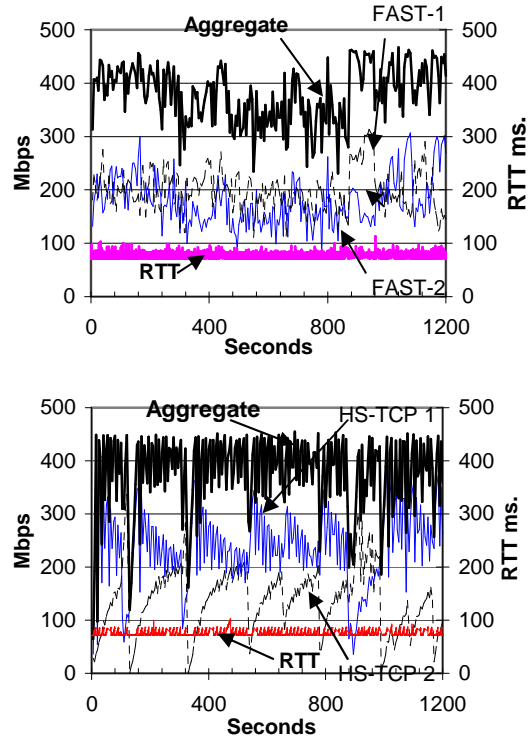 FAST-1
Aggregate
500 500
400 400
300 300
200 200
100 100
0 0
Mbps
RTT ms.
RTT
FAST-2
0 400 800 1200
Seconds
Aggregate
HS-TCP 1
500 500
400 400
300 300
200 200
100 100
0 0
Mbps
RTT ms.
RTT
HS-TCP 2
0 400 800 1200
Seconds